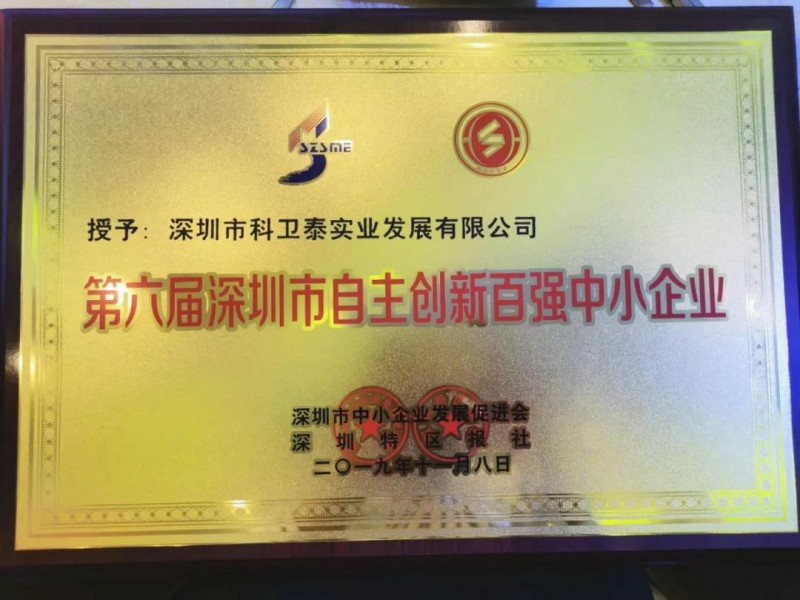 SZSME
授予：深圳市科卫泰实业发展有限公司
第六届深圳市自主创新百强中小企业
深圳市中小企业发展促进会
深圳特区报社
二〇一九年十一月八日